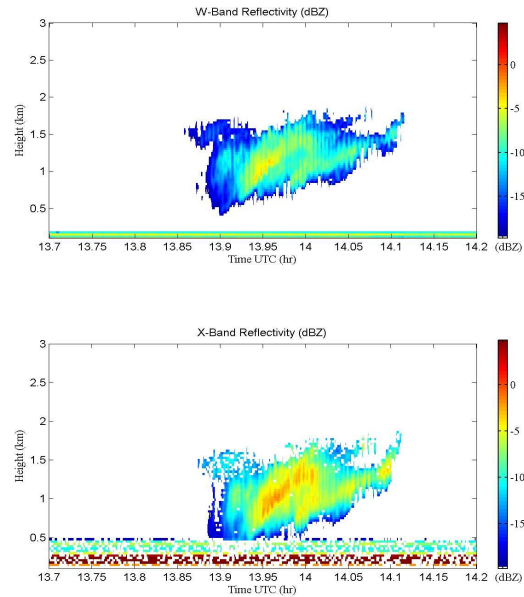 W-Band Reflectivity (dBZ)
3
2.5
2
1.5
1
0.5
Height (km)
13.7 13.75 13.8 13.85 13.9 13.95 14 14.05 14.1 14.15 14.2
Time UTC (hr)
0
-5
-10
-15
(dBZ)
X-Band Reflectivity (dBZ)
3
2.5
2
1.5
1
0.5
Height (km)
13.7 13.75 13.8 13.85 13.9 13.95 14 14.05 14.1 14.15 14.2
Time UTC (hr)
0
-5
-10
-15
-20
(dBZ)